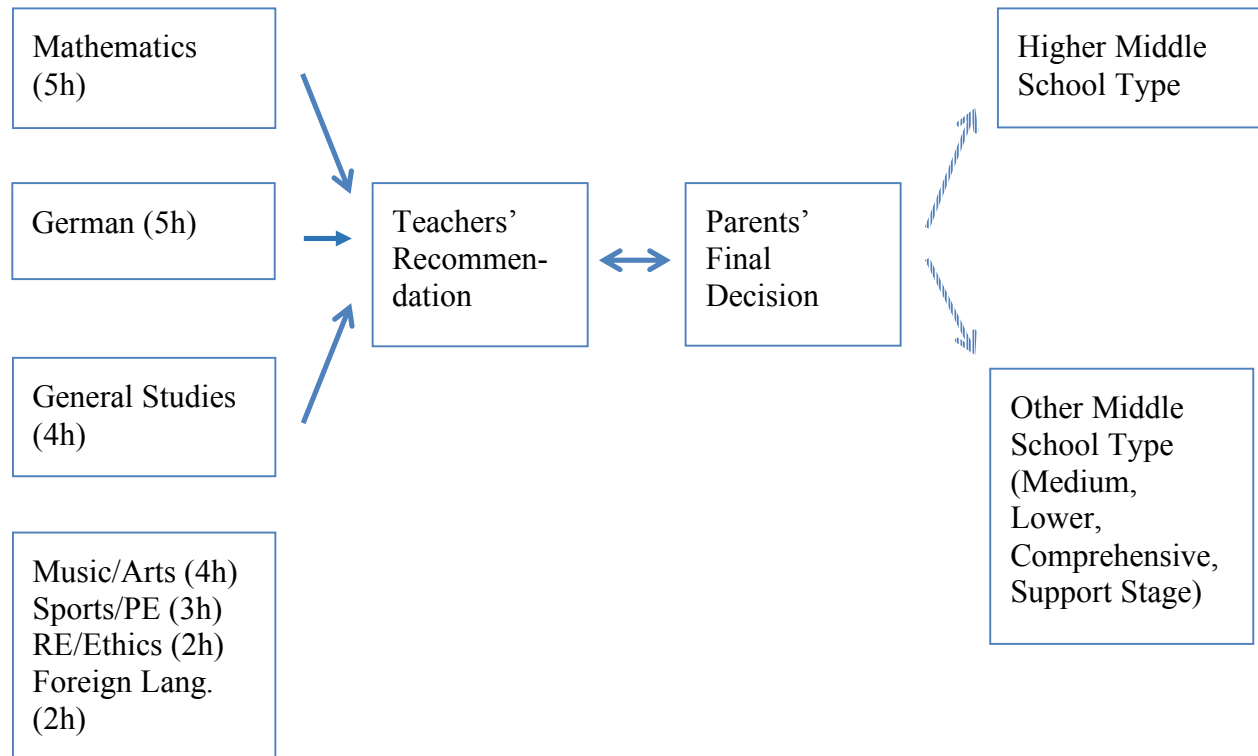 Mathematics
(5h)
German (5h)
General Studies
(4h)
Music/Arts (4h)
Sports/PE (3h)
RE/Ethics (2h)
Foreign Lang.
(2h)
Teachers’
Recommen-
dation
Parents’
Final
Decision
Higher Middle
School Type
Other Middle
School Type
(Medium,
Lower,
Comprehensive,
Support Stage)